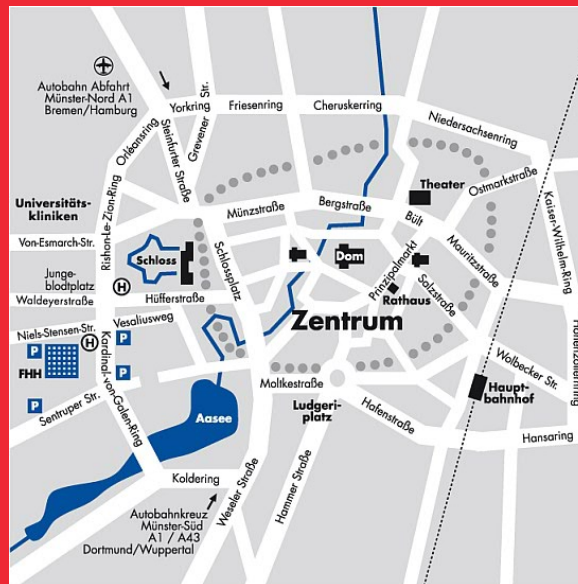 Autobahn Abfahrt
Münster-Nord A1
Bremen/Hamburg
Yorkring
Grevener Str.
Friesenring
Cheruskerring
Niedersachsenring
Orléansring
Steinfurter Straße
Theater
Ostmarkstraße
Kaiser-Wilhelm-Ring
Universitäts-
kliniken
Rishon-Le-Zion-Ring
Münzstraße
Bergstraße
Bült
Von-Esmarch-Str.
Schloss
Schlossplatz
Dom
Prinzipalmarkt
Mauritzstraße
Junge-
blodtplatz
H
Waldeyerstraße
Hüfferstraße
Rathaus
Salzstraße
Niels-Stensen-Str.
Vesaliusweg
Zentrum
H
P
P
FHH
P
Kardinal-von-Galen-Ring
Sentruper Str.
Aasee
Moltkestraße
Ludgeri-
platz
Hafenstraße
Haupt-
bahnhof
Wolbecker Str.
Hohenzollernring
Hansaring
Koldering
Weseler Straße
Hammer Straße
Autobahnkreuz
Münster-Süd
A1 / A43
Dortmund/Wuppertal